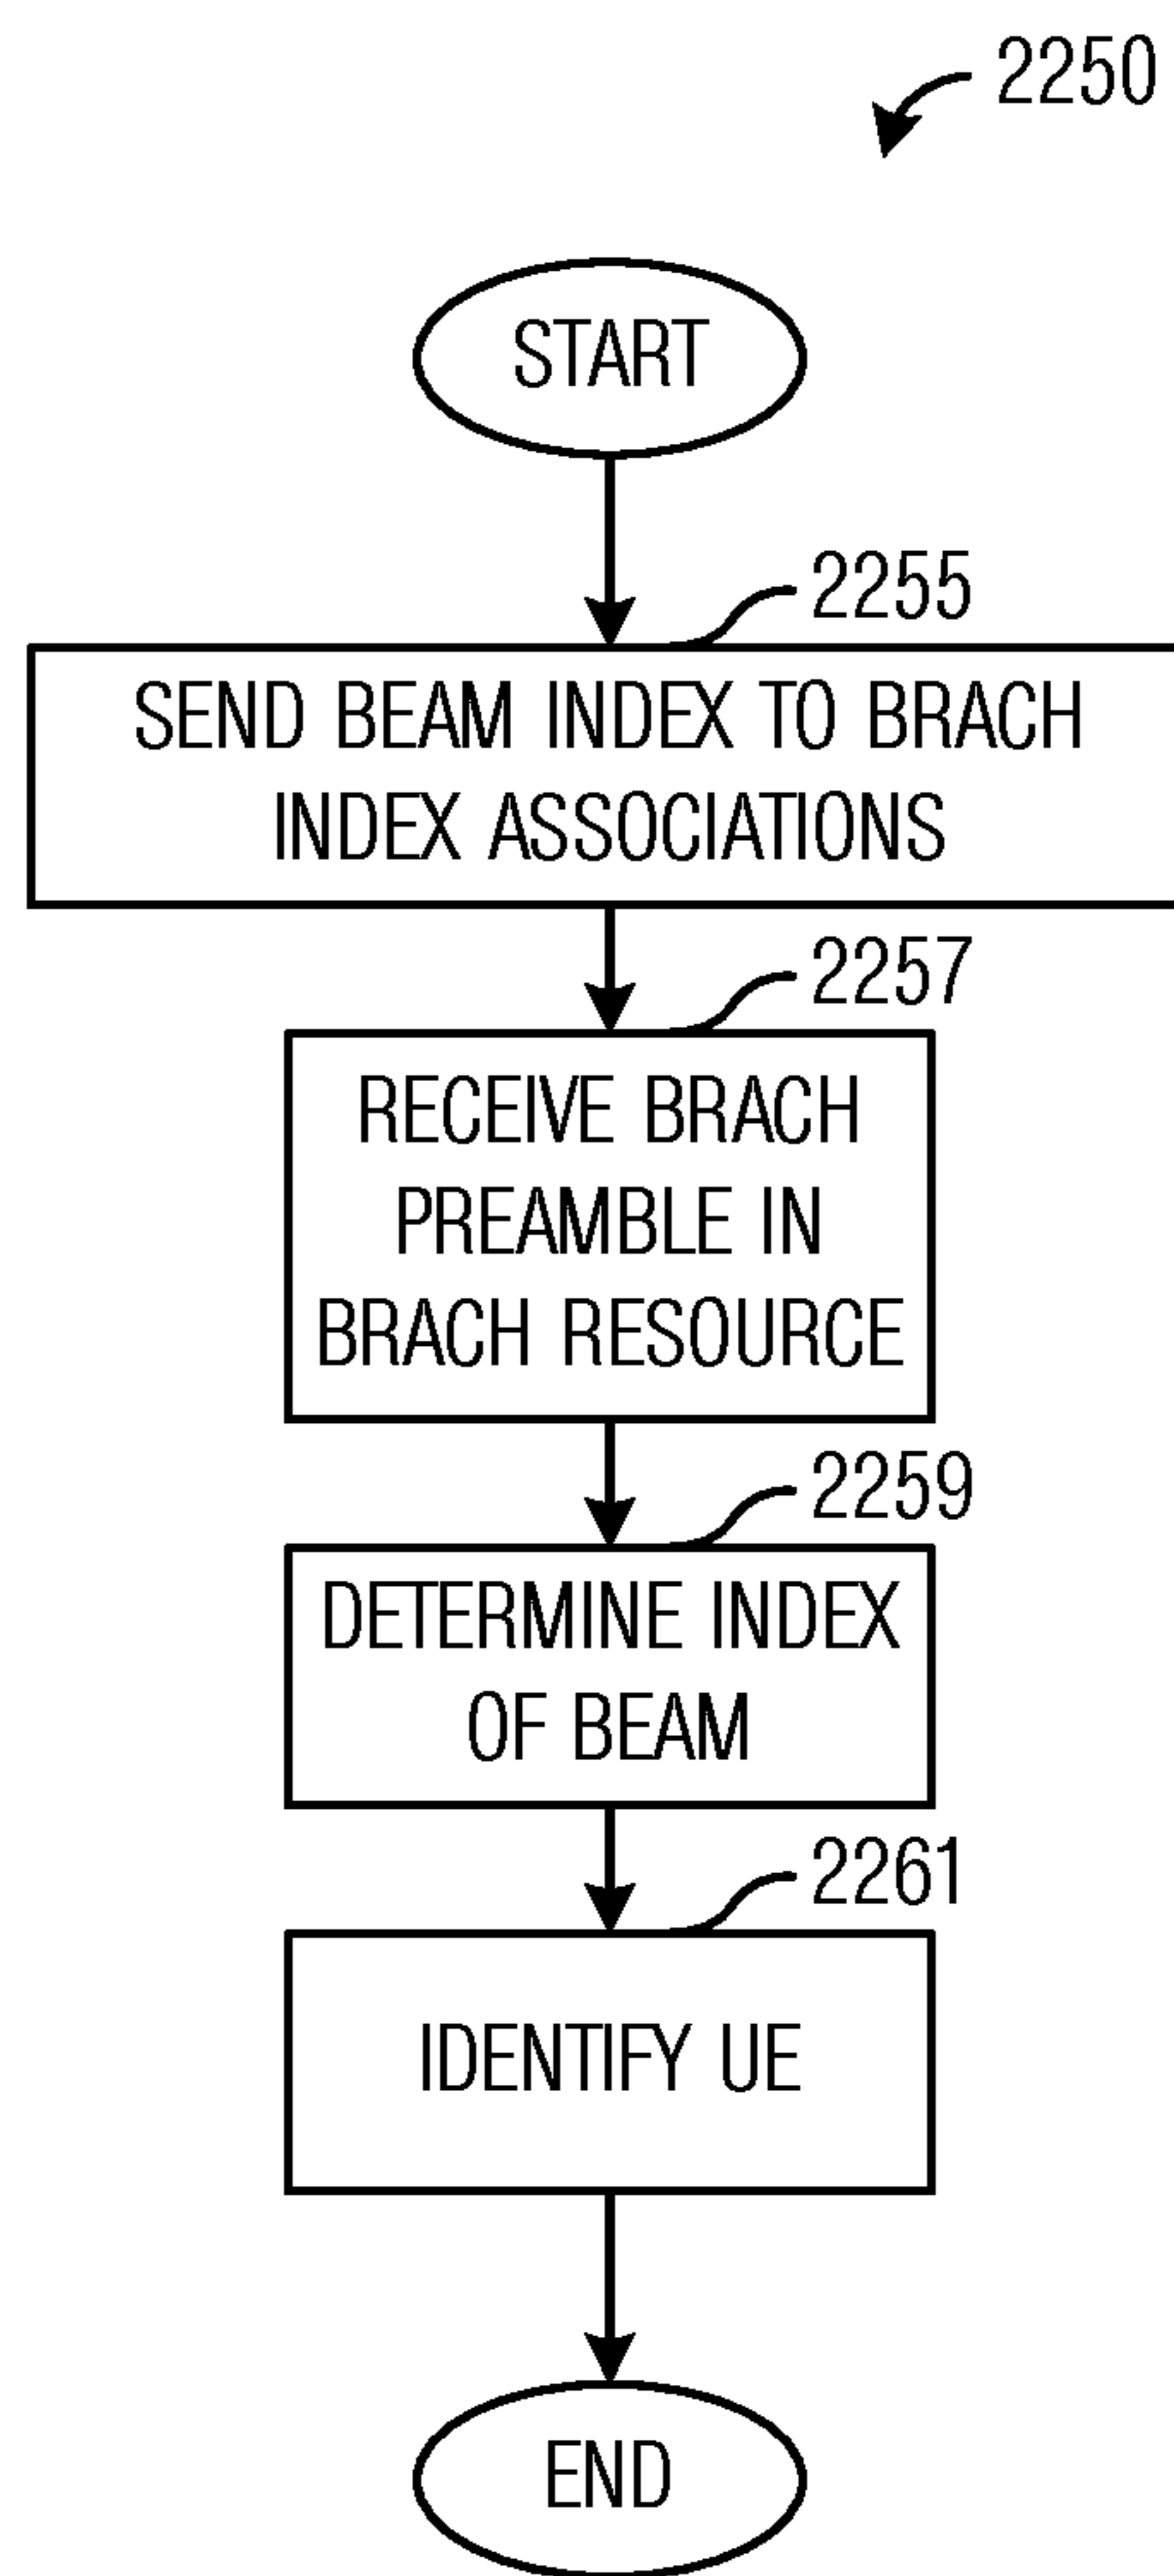 2250
START
2255
SEND BEAM INDEX TO BRACH
INDEX ASSOCIATIONS
2257
RECEIVE BRACH
PREAMBLE IN
BRACH RESOURCE
2259
DETERMINE INDEX
OF BEAM
2261
IDENTIFY UE
END